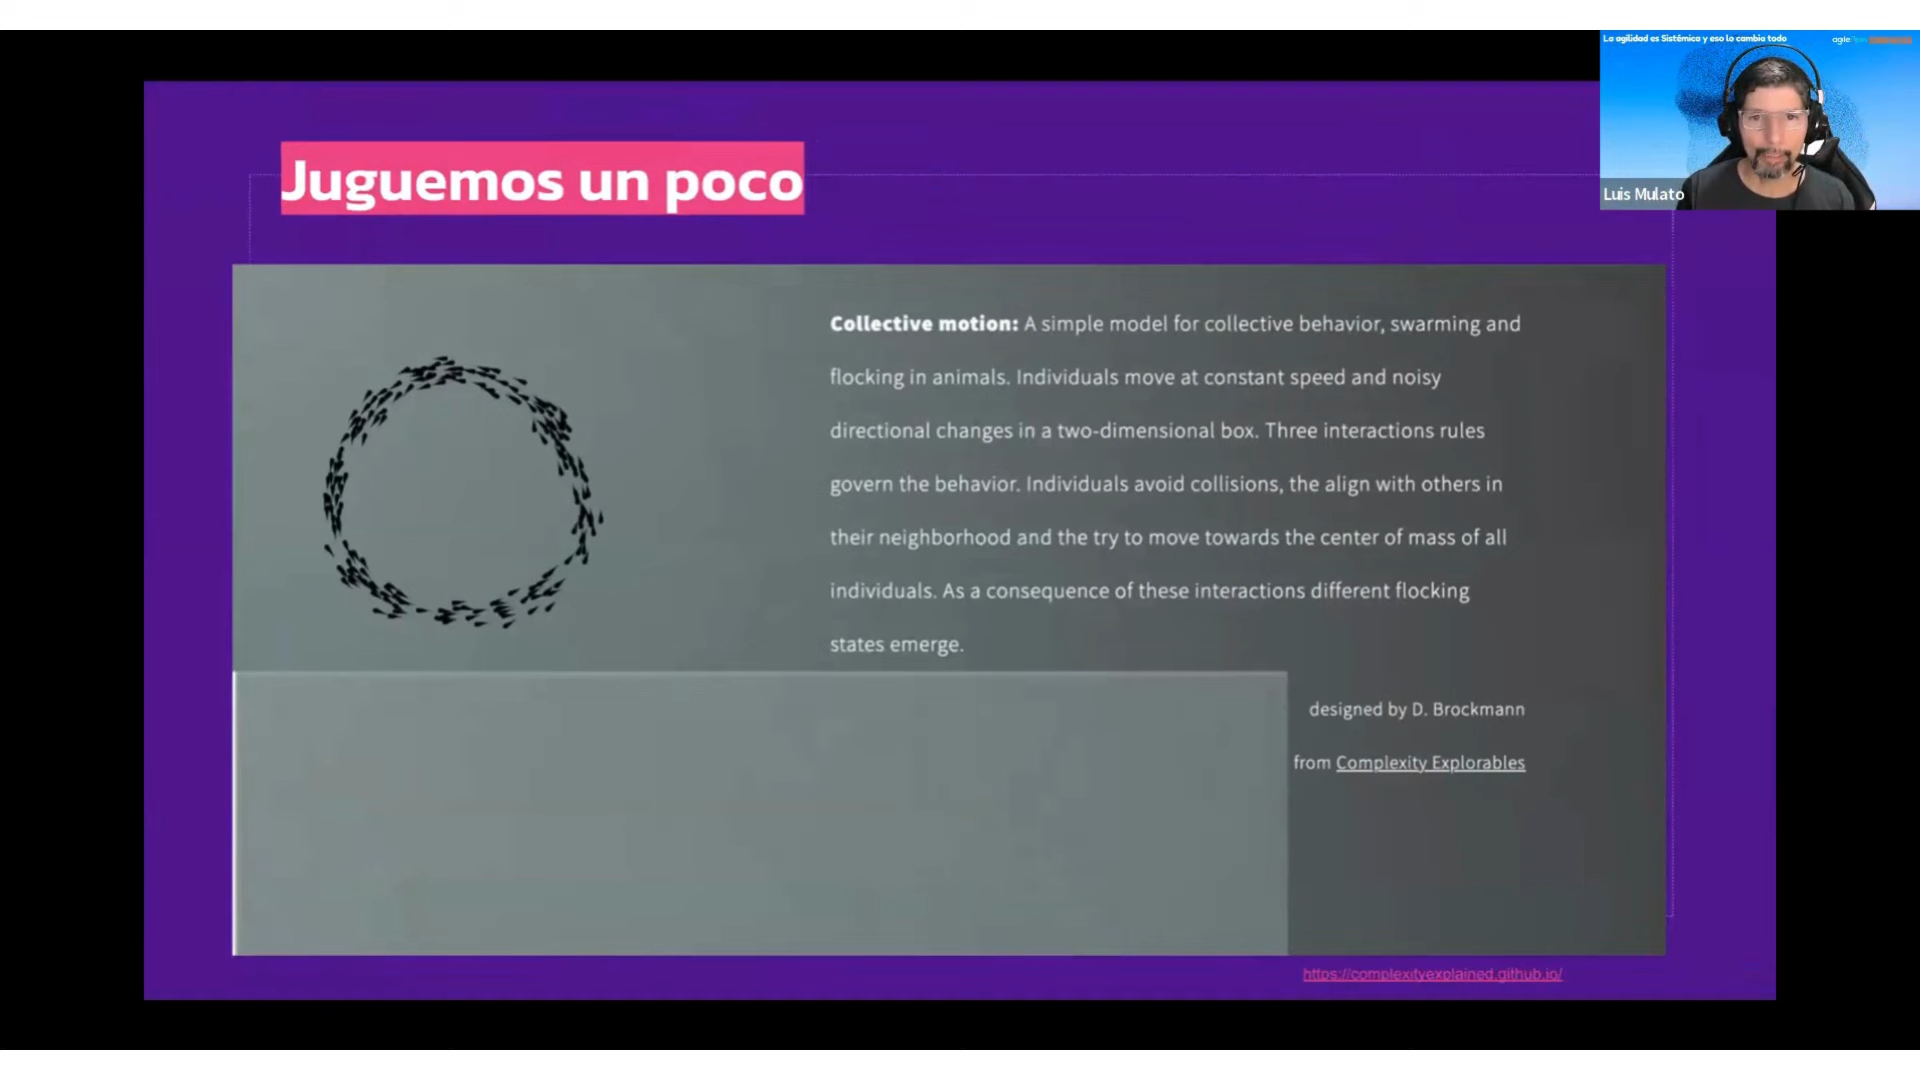 La agilidad es Sistémica y eso lo cambia todo
Luis Mulato
Juguemos un poco
Collective motion: A simple model for collective behavior, swarming and
flocking in animals. Individuals move at constant speed and noisy
directional changes in a two-dimensional box. Three interactions rules
govern the behavior. Individuals avoid collisions, the align with others in
their neighborhood and the try to move towards the center of mass of all
individuals. As a consequence of these interactions different flocking
states emerge.
designed by D. Brockmann
from Complexity Explorables
https://complexityexplained.github.io/